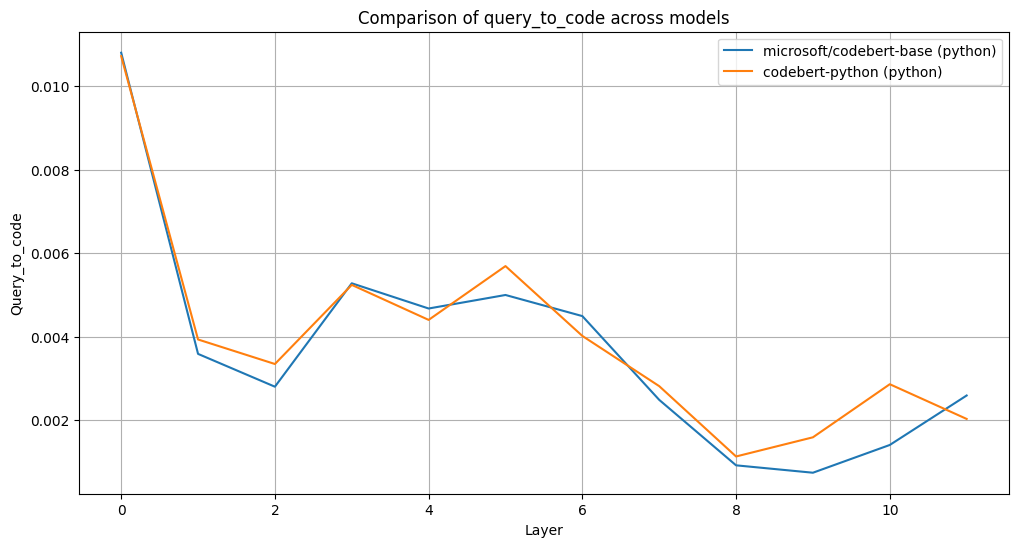 Comparison of query_to_code across models
microsoft/codebert-base (python)
codebert-python (python)
Query_to_code
0.010
0.008
0.006
0.004
0.002
0 2 4 6 8 10
Layer